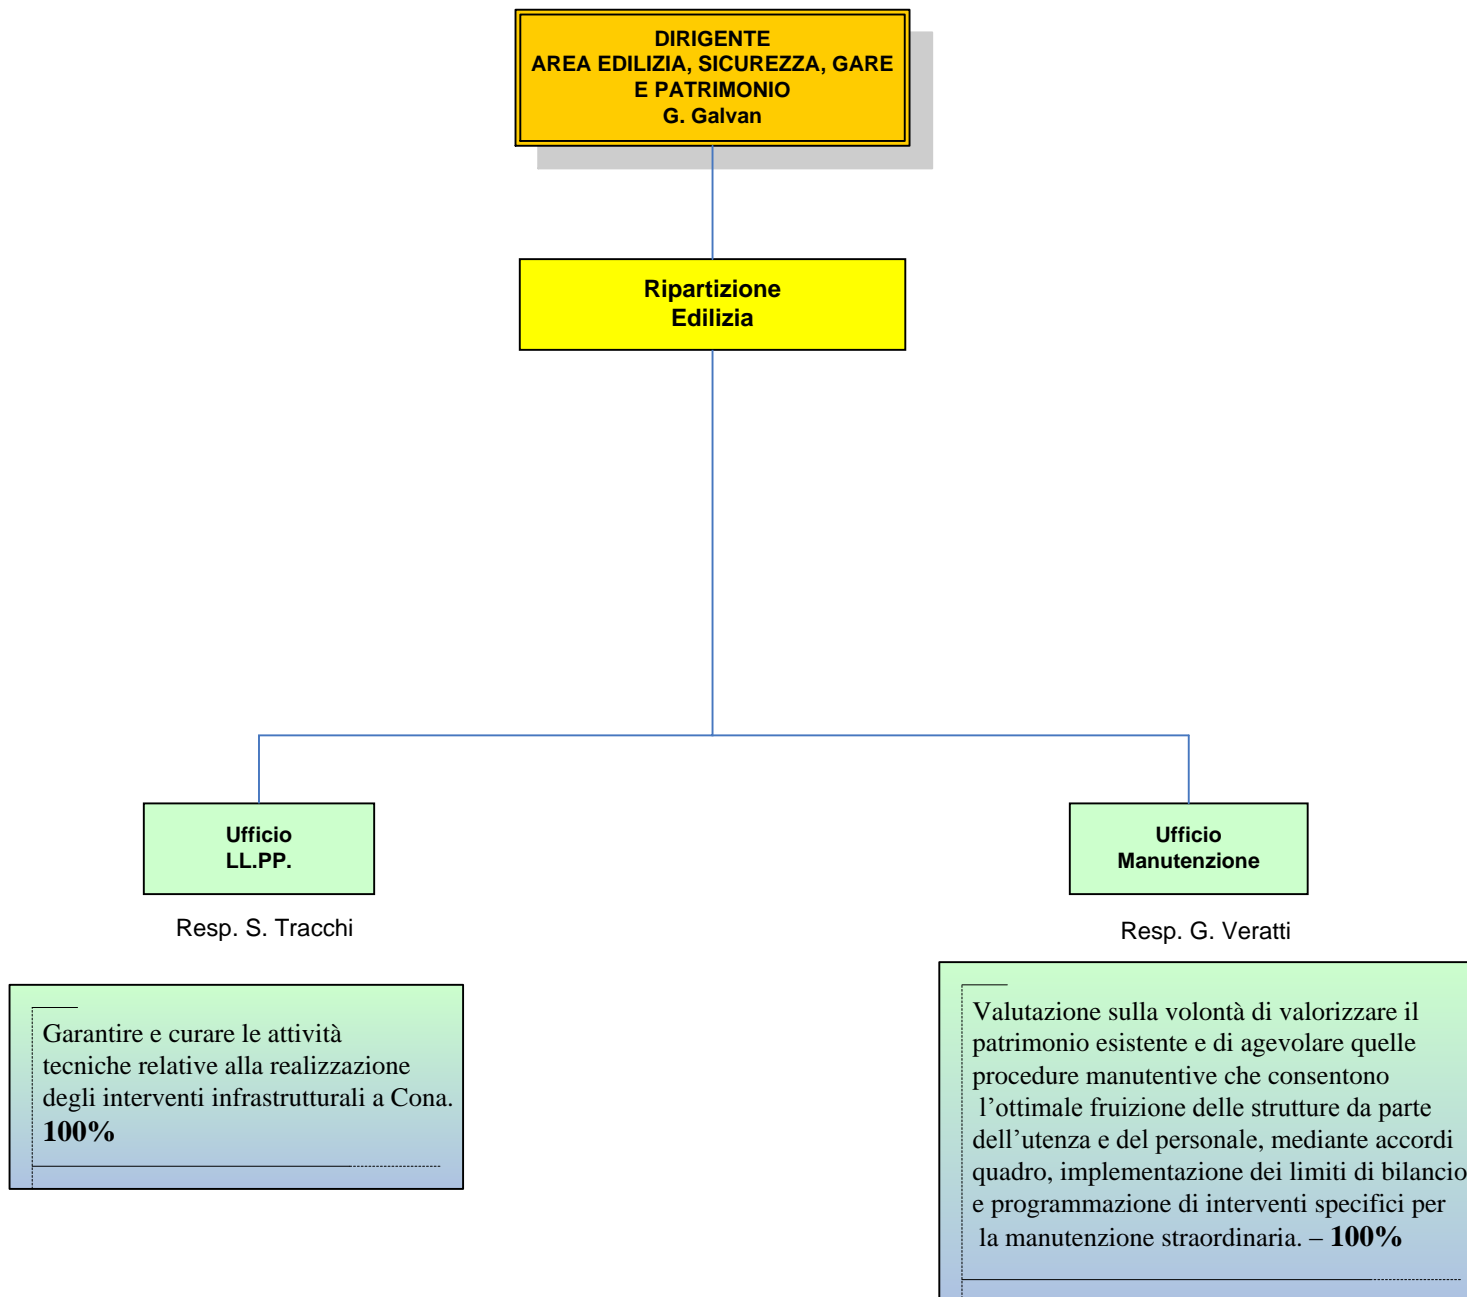 DIRIGENTE
AREA EDILIZIA, SICUREZZA, GARE
E PATRIMONIO
G. Galvan
Ripartizione
Edilizia
Ufficio
LL.PP.
Resp. S. Tracchi
Garantire e curare le attività
tecniche relative alla realizzazione
degli interventi infrastrutturali a Cona.
100%
Ufficio
Manutenzione
Resp. G. Veratti
Valutazione sulla volontà di valorizzare il
patrimonio esistente e di agevolare quelle
procedure manutentive che consentono
l’ottimale fruizione delle strutture da parte
dell’utenza e del personale, mediante accordi
quadro, implementazione dei limiti di bilancio
e programmazione di interventi specifici per
la manutenzione straordinaria. – 100%